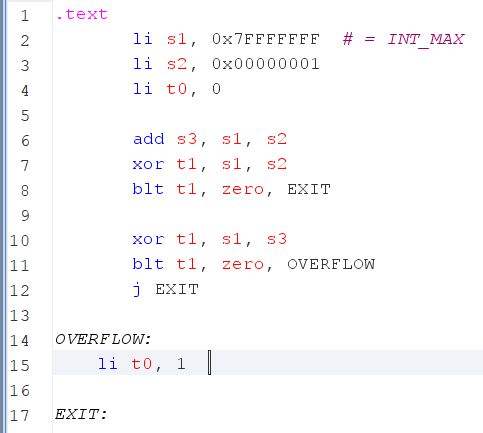 1 .text
2 li s1, 0x7FFFFFFF # = INT_MAX
3 li s2, 0x00000001
4 li t0, 0
5
6 add s3, s1, s2
7 xor t1, s1, s2
8 blt t1, zero, EXIT
9
10 xor t1, s1, s3
11 blt t1, zero, OVERFLOW
12 j EXIT
13
14 OVERFLOW:
15 li t0, 1
16
17 EXIT: